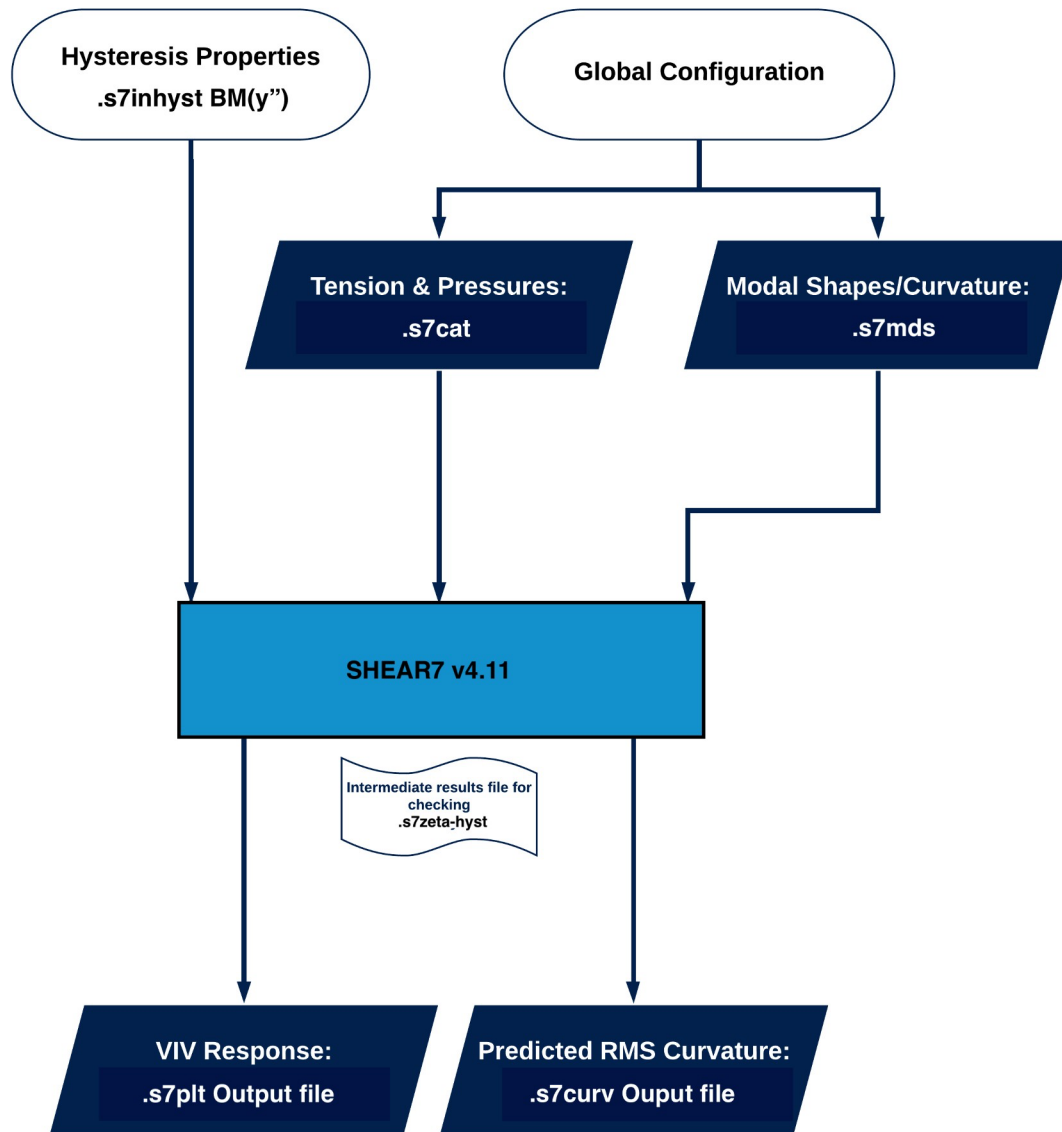 Hysteresis Properties
.s7inhyst BM(y”)
Global Configuration
Tension & Pressures:
.s7cat
Modal Shapes/Curvature:
.s7mds
SHEAR7 v4.11
Intermediate results file for
checking
.s7zeta-hyst
VIV Response:
.s7plt Output file
Predicted RMS Curvature:
.s7curv Ouput file